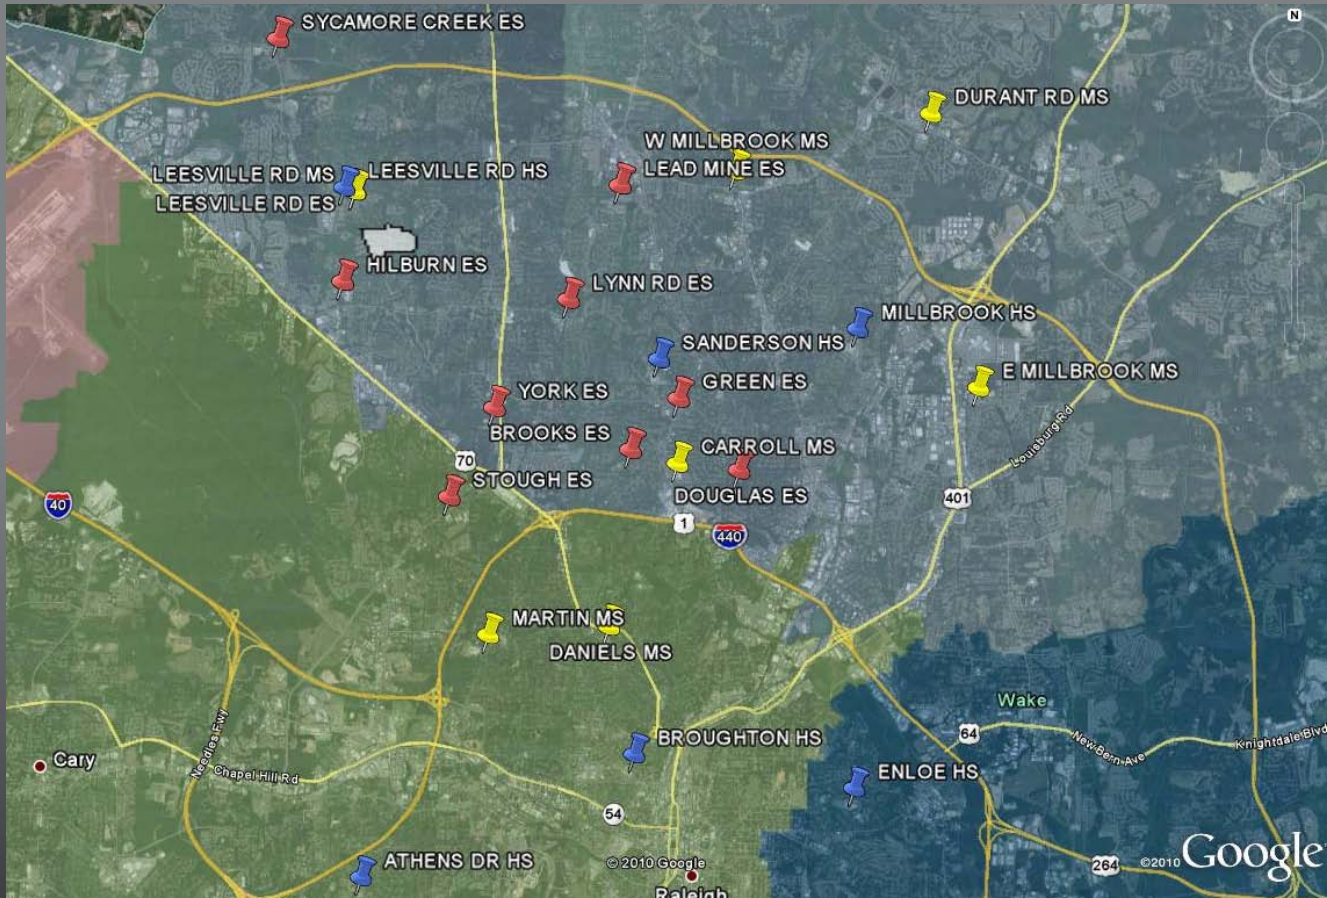 SYCAMORE CREEK ES
N
DURANT RD MS
W MILLBROOK MS
LEESVILLE RD MS
LEESVILLE RD HS
LEAD MINE ES
LEESVILLE RD ES
HILBURN ES
LYNN RD ES
MILLBROOK HS
SANDERSON HS
E MILLBROOK MS
YORK ES
GREEN ES
BROOKS ES
CARROLL MS
Louisburg Rd
70
STOUGH ES
DOUGLAS ES
401
40
1
440
MARTIN MS
DANIELS MS
Wake
Needles Fwy
BROUGHTON HS
64
New Bern Ave
Knightdale Blvd
Cary
Chapel Hill Rd
ENLOE HS
54
ATHENS DR HS
© 2010 Google
264
©2010 Google
Raleigh